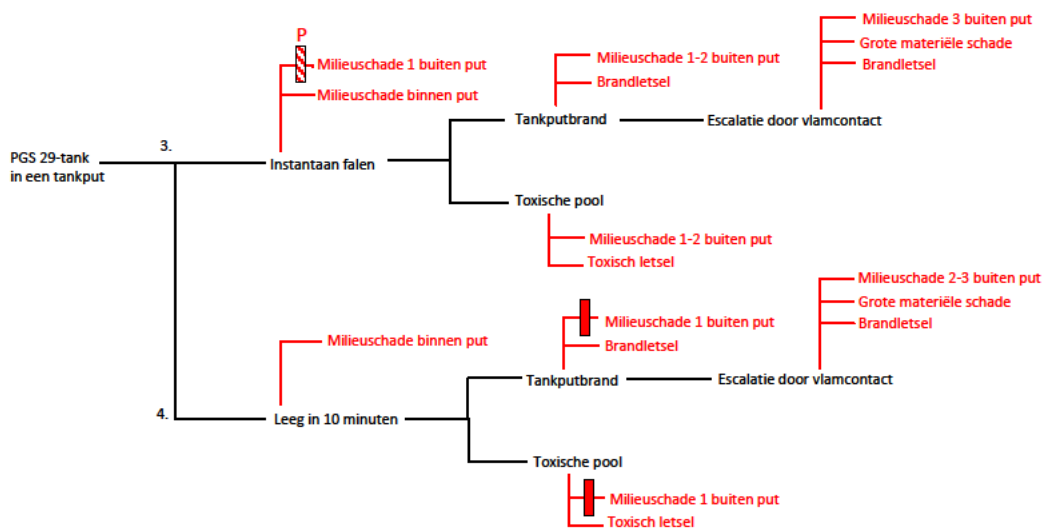 P
Milieuschade 1 buiten put
Milieuschade binnen put
3.
PGS 29-tank
in een tankput
Instantaan falen
Milieuschade 1-2 buiten put
Brandletsel
Tankputbrand
Milieuschade 3 buiten put
Grote materiële schade
Brandletsel
Escalatie door vlamcontact
Toxische pool
Milieuschade 1-2 buiten put
Toxisch letsel
4.
Milieuschade binnen put
Leeg in 10 minuten
Milieuschade 1 buiten put
Brandletsel
Tankputbrand
Milieuschade 2-3 buiten put
Grote materiële schade
Brandletsel
Escalatie door vlamcontact
Toxische pool
Milieuschade 1 buiten put
Toxisch letsel